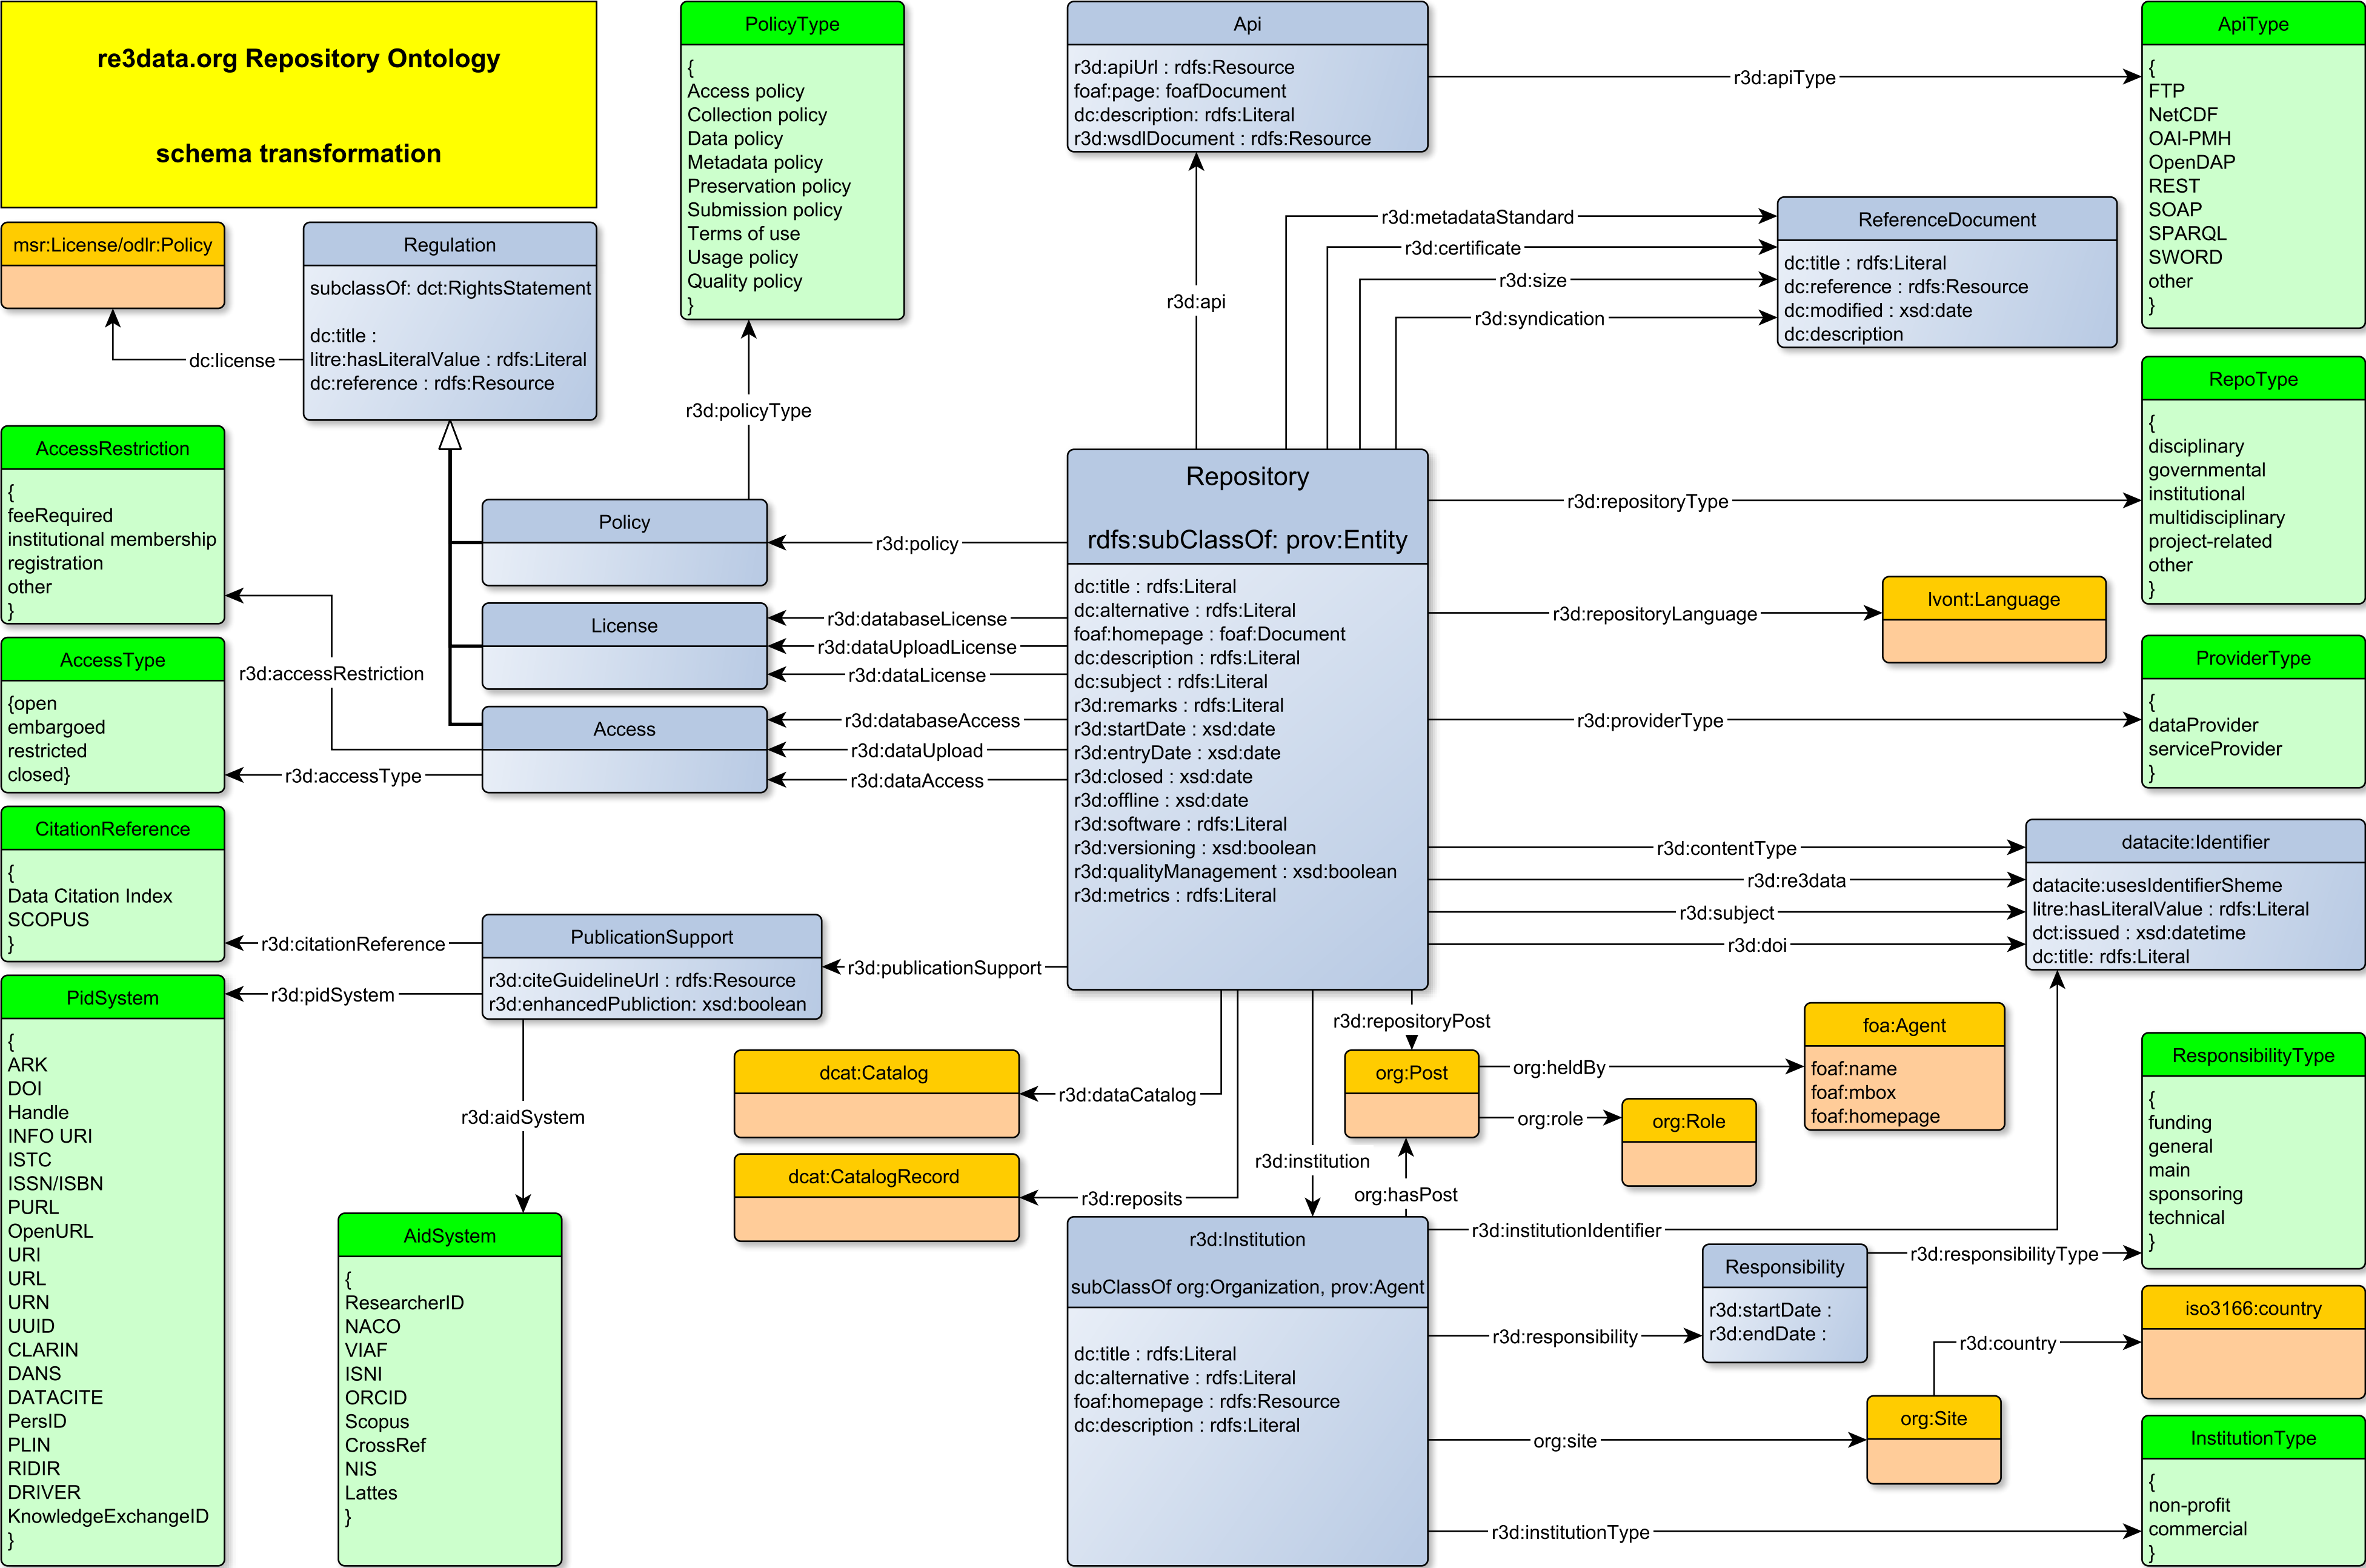 re3data.org Repository Ontology
schema transformation
PolicyType
{
Access policy
Collection policy
Data policy
Metadata policy
Preservation policy
Submission policy
Terms of use
Usage policy
Quality policy
}
Api
r3d:apiUrl : rdfs:Resource
foaf:page: foafDocument
dc:description: rdfs:Literal
r3d:wsdlDocument : rdfs:Resource
r3d:apiType
ApiType
{
FTP
NetCDF
OAI-PMH
OpenDAP
REST
SOAP
SPARQL
SWORD
other
}
msr:License/odlr:Policy
dc:license
Regulation
subclassOf: dct:RightsStatement
dc:title :
litre:hasLiteralValue : rdfs:Literal
dc:reference : rdfs:Resource
r3d:policyType
r3d:api
r3d:metadataStandard
r3d:certificate
r3d:size
r3d:syndication
ReferenceDocument
dc:title : rdfs:Literal
dc:reference : rdfs:Resource
dc:modified : xsd:date
dc:description
RepoType
{
disciplinary
governmental
institutional
multidisciplinary
project-related
other
}
AccessRestriction
{
feeRequired
institutional membership
registration
other
}
AccessType
{open
embargoed
restricted
closed}
r3d:accessRestriction
r3d:accessType
Policy
License
Access
r3d:policy
r3d:databaseLicense
r3d:dataUploadLicense
r3d:dataLicense
r3d:databaseAccess
r3d:dataUpload
r3d:dataAccess
Repository
rdfs:subClassOf: prov:Entity
dc:title : rdfs:Literal
dc:alternative : rdfs:Literal
foaf:homepage : foaf:Document
dc:description : rdfs:Literal
dc:subject : rdfs:Literal
r3d:remarks : rdfs:Literal
r3d:startDate : xsd:date
r3d:entryDate : xsd:date
r3d:closed : xsd:date
r3d:offline : xsd:date
r3d:software : rdfs:Literal
r3d:versioning : xsd:boolean
r3d:qualityManagement : xsd:boolean
r3d:metrics : rdfs:Literal
r3d:repositoryType
r3d:repositoryLanguage
lvont:Language
r3d:providerType
ProviderType
{
dataProvider
serviceProvider
}
r3d:contentType
r3d:re3data
r3d:subject
r3d:doi
datacite:Identifier
datacite:usesIdentifierSheme
litre:hasLiteralValue : rdfs:Literal
dct:issued : xsd:datetime
dc:title: rdfs:Literal
CitationReference
{
Data Citation Index
SCOPUS
}
r3d:citationReference
r3d:pidSystem
PublicationSupport
r3d:citeGuidelineUrl : rdfs:Resource
r3d:enhancedPubliction: xsd:boolean
r3d:publicationSupport
PidSystem
{
ARK
DOI
Handle
INFO URI
ISTC
ISSN/ISBN
PURL
OpenURL
URI
URL
URN
UUID
CLARIN
DANS
DATACITE
PersID
PLIN
RIDIR
DRIVER
KnowledgeExchangeID
}
r3d:aidSystem
AidSystem
{
ResearcherID
NACO
VIAF
ISNI
ORCID
Scopus
CrossRef
NIS
Lattes
}
dcat:Catalog
r3d:dataCatalog
dcat:CatalogRecord
r3d:reposits
r3d:institution
r3d:repositoryPost
org:Post
org:heldBy
org:role
org:hasPost
foa:Agent
foaf:name
foaf:mbox
foaf:homepage
org:Role
r3d:Institution
subClassOf org:Organization, prov:Agent
dc:title : rdfs:Literal
dc:alternative : rdfs:Literal
foaf:homepage : rdfs:Resource
dc:description : rdfs:Literal
r3d:institutionIdentifier
r3d:responsibility
Responsibility
r3d:startDate :
r3d:endDate :
r3d:responsibilityType
ResponsibilityType
{
funding
general
main
sponsoring
technical
}
org:site
org:Site
r3d:country
iso3166:country
r3d:institutionType
InstitutionType
{
non-profit
commercial
}